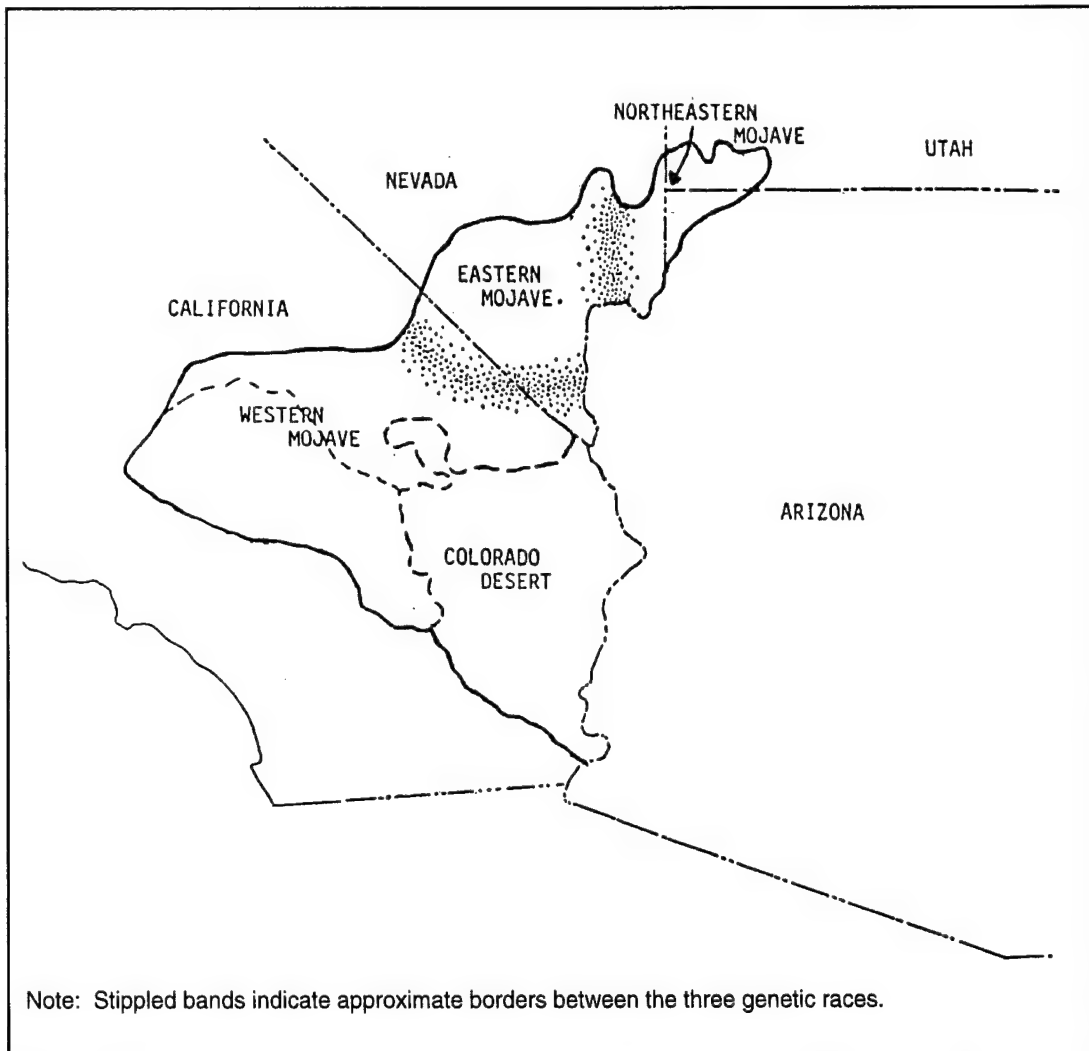 NORTHEASTERN
MOJAVE
UTAH
NEVADA
EASTERN
MOJAVE.
CALIFORNIA
WESTERN
MOJAVE
ARIZONA
COLORADO
DESERT
Note: Stippled bands indicate approximate borders between the three genetic races.